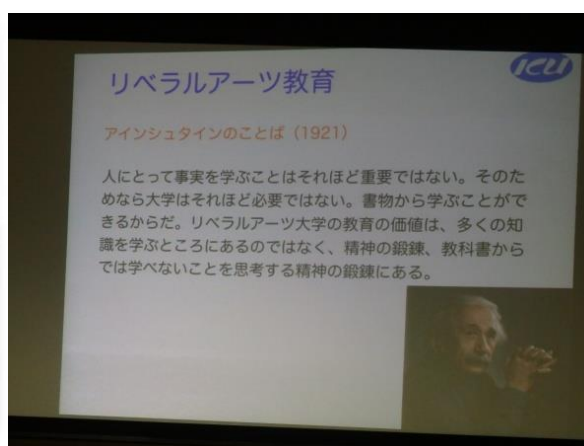 ICU
リベラルアーツ教育
アインシュタインのことば（1921）
人にとって事実を学ぶことはそれほど重要ではない。そのた
めなら大学はそれほど必要ではない。書物から学ぶことがで
きるからだ。リベラルアーツ大学の教育の価値は、多くの知
識を学ぶところにあるのではなく、精神の鍛錬、教科書から
では学べないことを思考する精神の鍛錬にある。